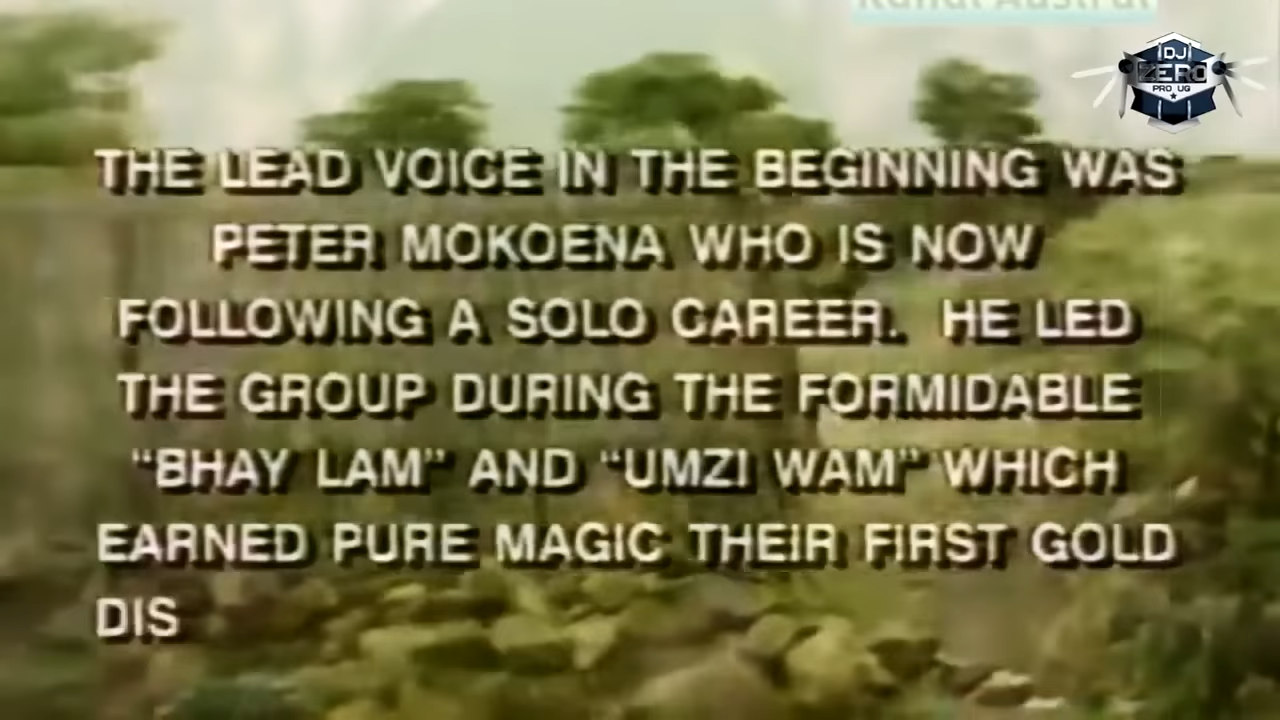 DJ
ZERO
PRO UG
THE LEAD VOICE IN THE BEGINNING WAS
PETER MOKOENA WHO IS NOW
FOLLOWING A SOLO CAREER. HE LED
THE GROUP DURING THE FORMIDABLE
“BHAY LAM” AND “UMZI WAM” WHICH
EARNED PURE MAGIC THEIR FIRST GOLD
DIS